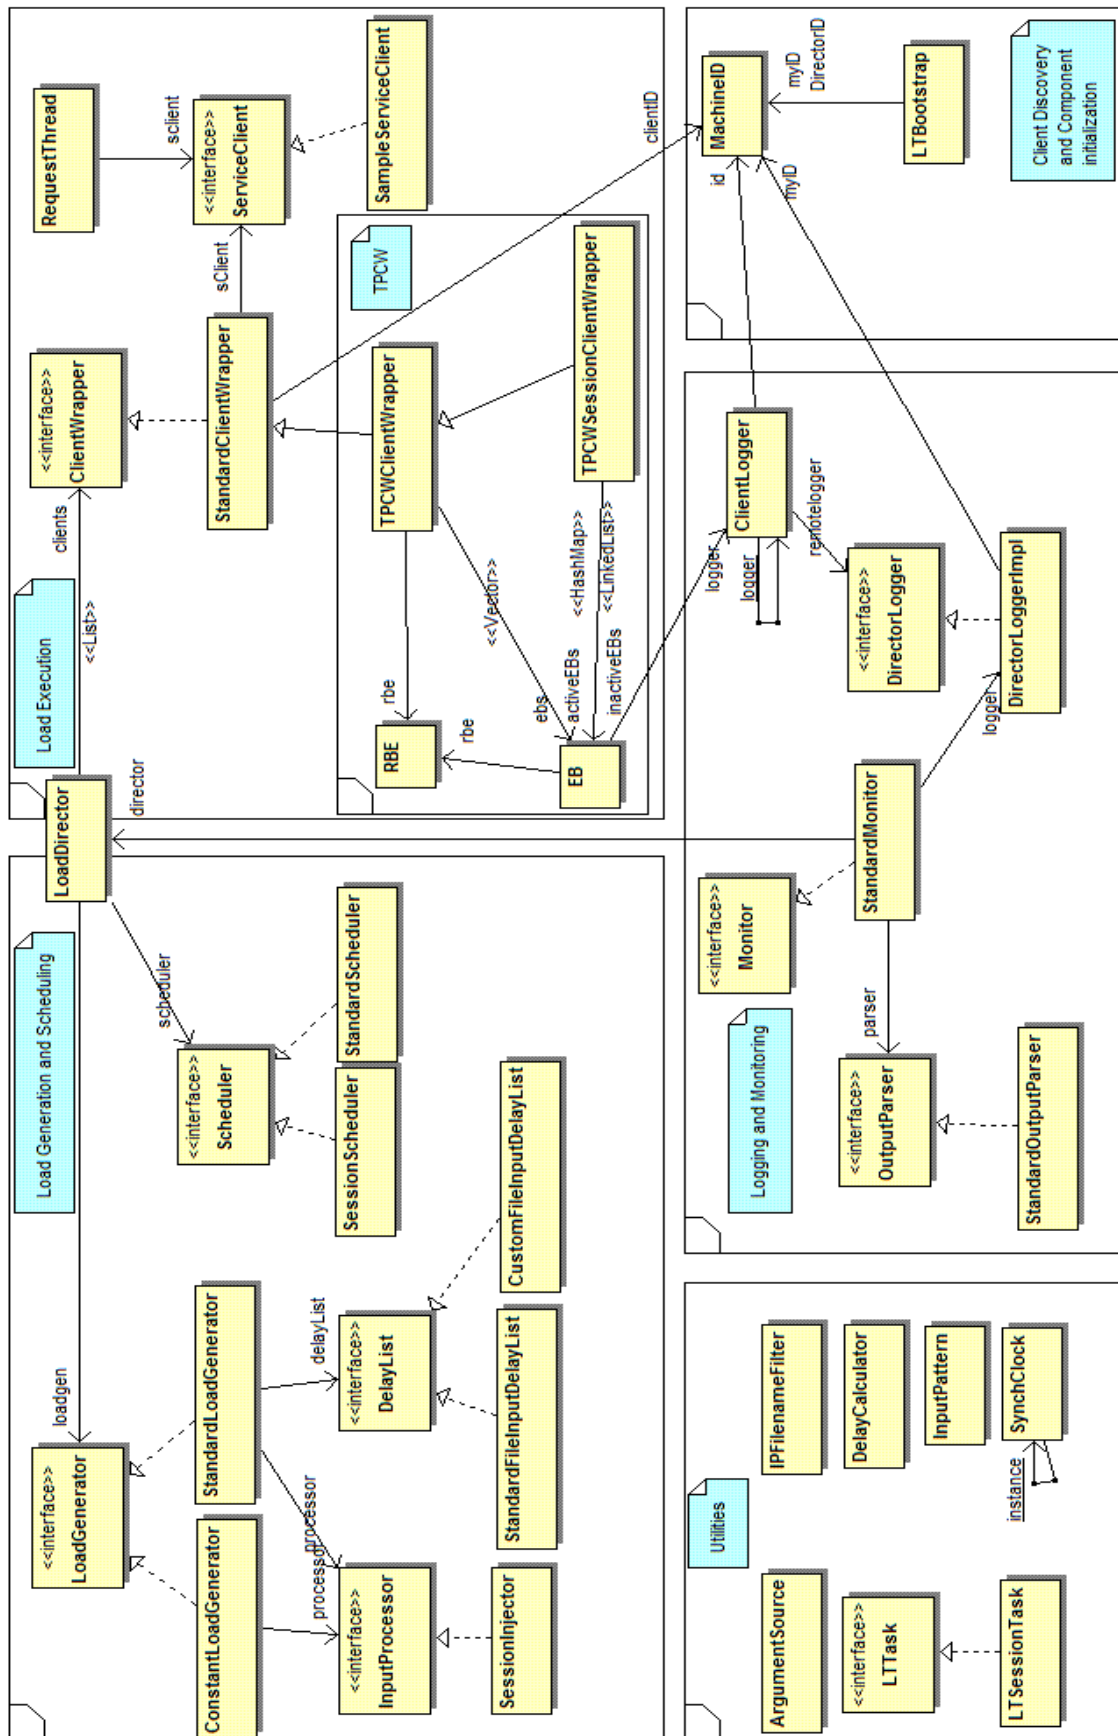 Load Generation and Scheduling
<<interface>>
LoadGenerator
loadgen
ConstantLoadGenerator
StandardLoadGenerator
processor
processor
delayList
<<interface>>
InputProcessor
SessionInjector
<<interface>>
DelayList
StandardFileInputDelayList
CustomFileInputDelayList
scheduler
<<interface>>
Scheduler
SessionScheduler
StandardScheduler
LoadDirector
director
Load Execution
<<List>>
clients
<<interface>>
ClientWrapper
RequestThread
sclient
StandardClientWrapper
sClient
<<interface>>
ServiceClient
SampleServiceClient
clientID
TPCW
TPCWClientWrapper
TPCWSessionClientWrapper
RBE
rbe
rbe
<<Vector>>
ebs
<<HashMap>>
<<LinkedList>>
activeEBs
inactiveEBs
EB
logger
Utilities
ArgumentSource
<<interface>>
LTTask
LTSessionTask
IPFilenameFilter
DelayCalculator
InputPattern
SynchClock
instance
Logging and Monitoring
<<interface>>
Monitor
StandardMonitor
parser
<<interface>>
OutputParser
StandardOutputParser
logger
ClientLogger
logger
remotelogger
<<interface>>
DirectorLogger
DirectorLoggerImpl
MachineID
id
myID
myID
DirectorID
LTBootstrap
Client Discovery
and Component
initialization